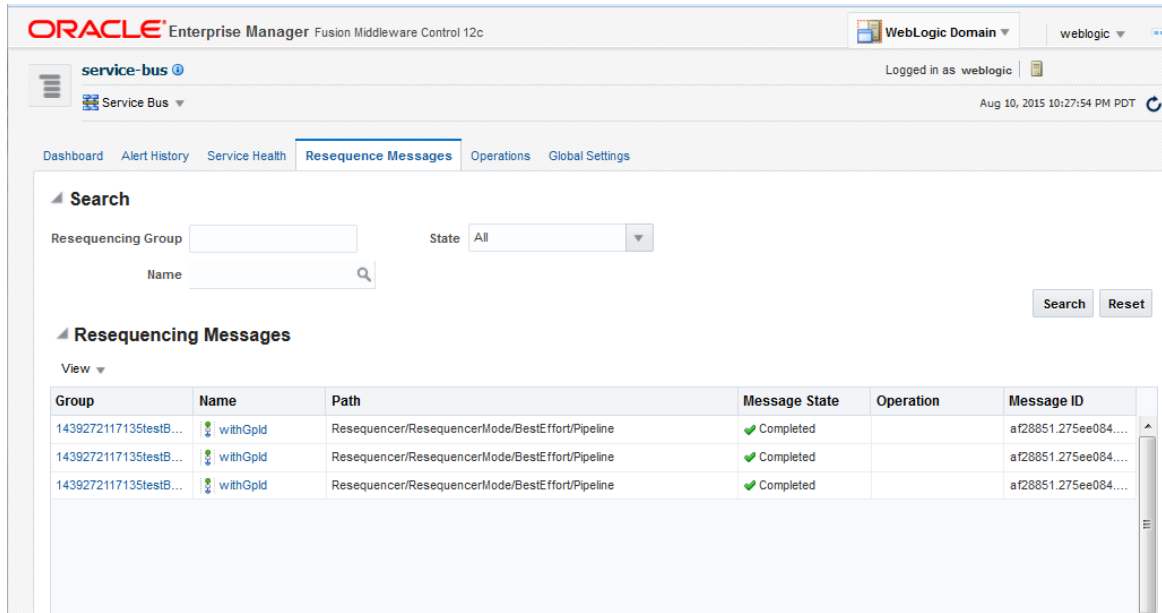 ORACLE Enterprise Manager Fusion Middleware Control 12c WebLogic Domain weblogic
service-bus Logged in as weblogic
Service Bus Aug 10, 2015 10:27:54 PM PDT
Dashboard Alert History Service Health Resequence Messages Operations Global Settings
Search
Resequencing Group State All
Name
Search Reset
Resequencing Messages
View
Group Name Path Message State Operation Message ID
1439272117135testB... withGpId Resequencer/ResequencerMode/BestEffort/Pipeline Completed af28851.275ee084....
1439272117135testB... withGpId Resequencer/ResequencerMode/BestEffort/Pipeline Completed af28851.275ee084....
1439272117135testB... withGpId Resequencer/ResequencerMode/BestEffort/Pipeline Completed af28851.275ee084....